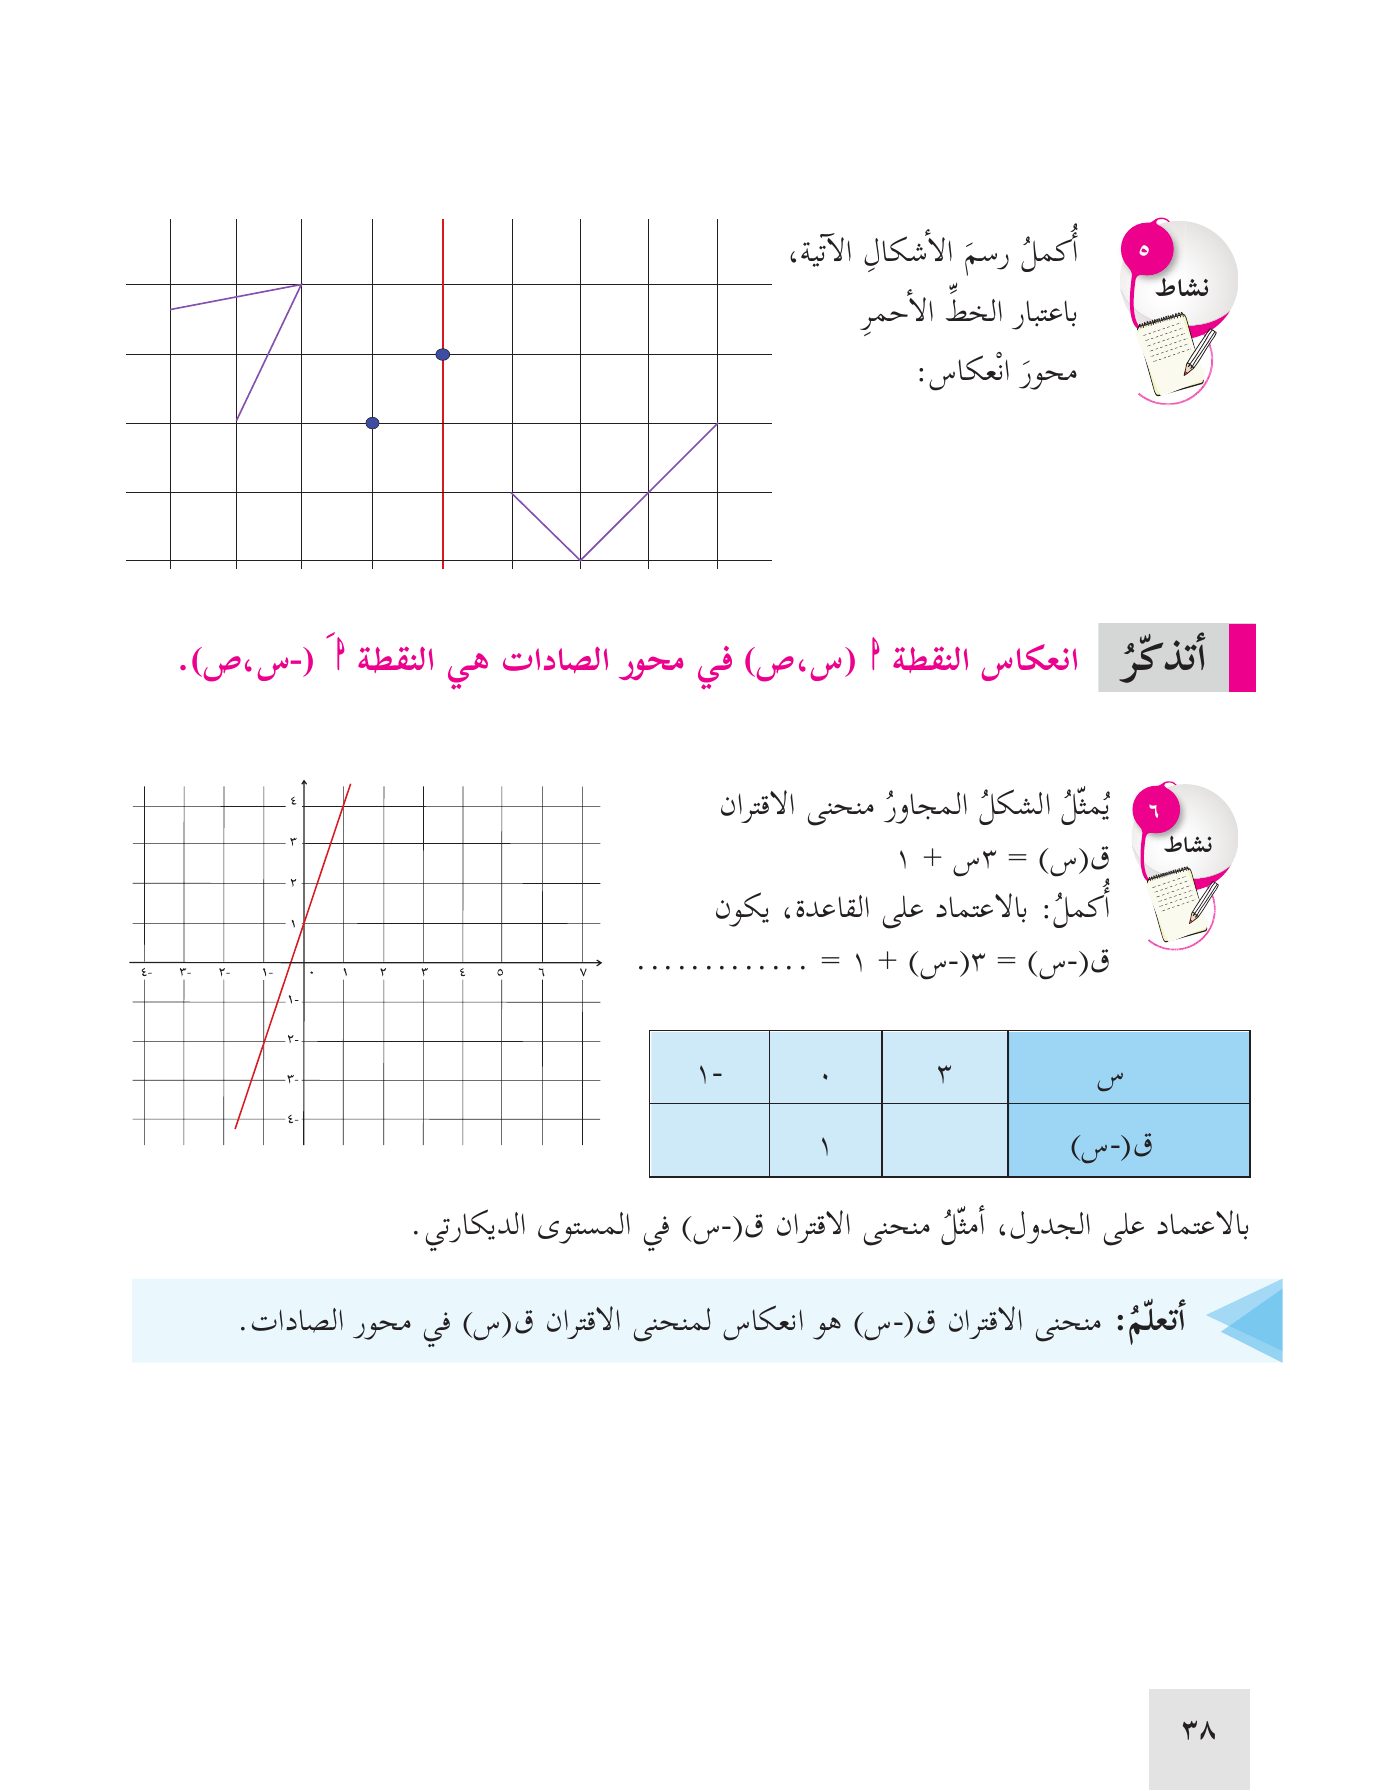 ٥
نشاط
أُكملُ رسمَ الأشكالِ الآتية،
باعتبار الخطِّ الأحمرِ
محورَ انْعكاس:
أتذكّرُ
انعكاس النقطة أ (س،ص) في محور الصادات هي النقطة أَ (-س،ص).
٦
نشاط
يُمثّلُ الشكلُ المجاورُ منحنى الاقتران
ق(س) = ٣س + ١
أُكملُ: بالاعتماد على القاعدة، يكون
ق(-س) = ٣(-س) + ١ = .............
٤
٣
٢
١
-٤ -٣ -٢ -١ ٠ ١ ٢ ٣ ٤ ٥ ٦ ٧
-١
-٢
-٣
-٤
س ٣ ٠ -١
ق(-س) ١
بالاعتماد على الجدول، أمثّلُ منحنى الاقتران ق(-س) في المستوى الديكارتي.
أتعلّمُ: منحنى الاقتران ق(-س) هو انعكاس لمنحنى الاقتران ق(س) في محور الصادات.
٣٨